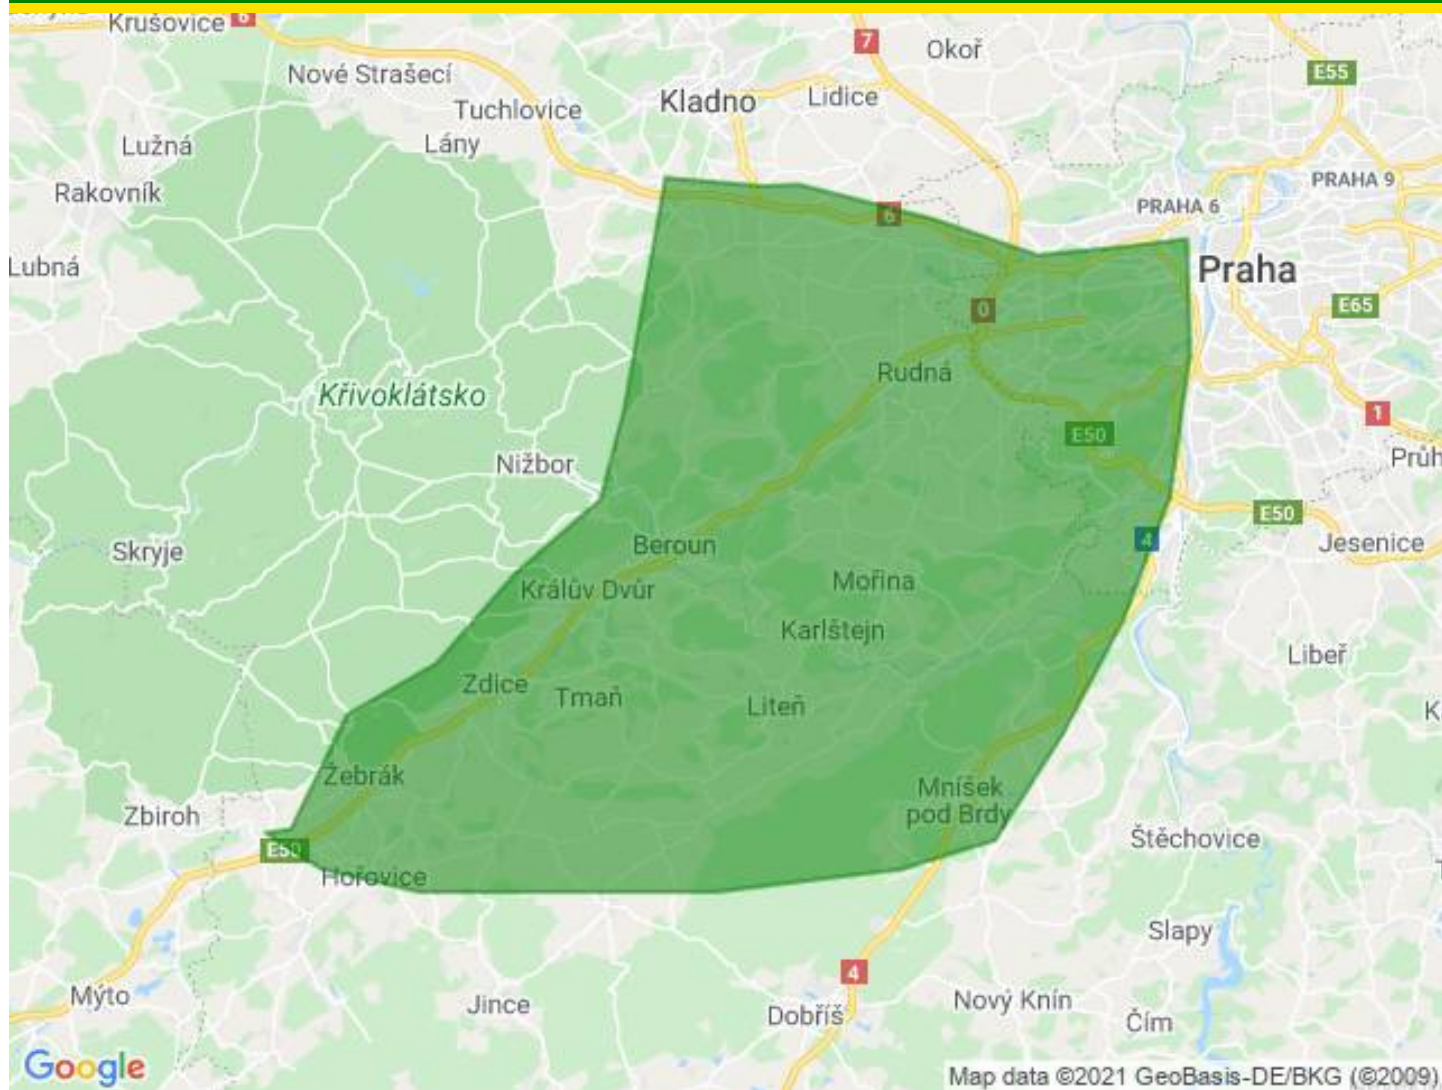 Krušovice
6
7
Okoř
E55
Nové Strašecí
Tuchlovice
Kladno
Lidice
Lužná
Lány
Rakovník
PRAHA 9
PRAHA 6
6
Lubná
Praha
0
E65
Rudná
Křivoklátsko
1
E50
Nižbor
Průh
E50
Beroun
4
Jesenice
Skryje
Králův Dvůr
Mořina
Karlštejn
Libeř
Zdice
Tmaň
Liteň
K
Žebrák
Mníšek
pod Brdy
Zbiroh
Štěchovice
E50
Hořovice
Slapy
4
Mýto
Jince
Dobříš
Nový Knín
Čím
Google
Map data ©2021 GeoBasis-DE/BKG (©2009)